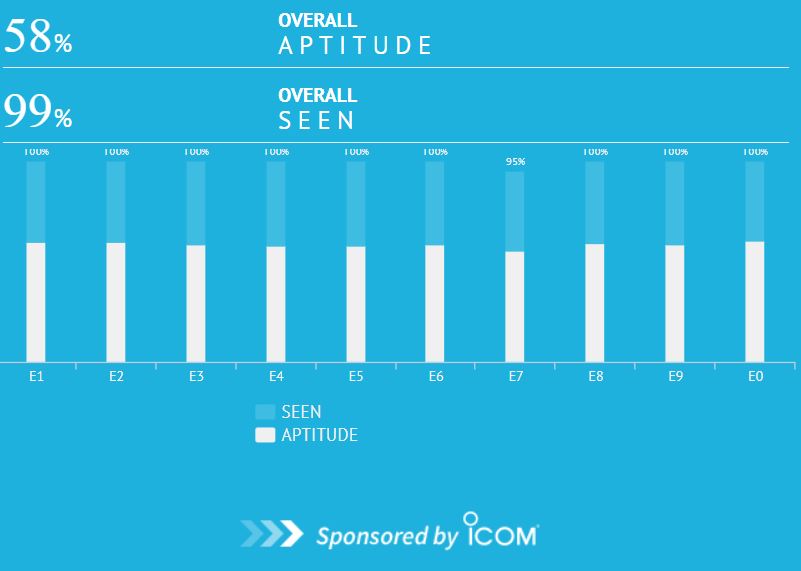 58%
OVERALL
APTITUDE
99%
OVERALL
SEEN
100% 100% 100% 100% 100% 100% 95% 100% 100% 100%
E1 E2 E3 E4 E5 E6 E7 E8 E9 E0
SEEN
APTITUDE
Sponsored by ICOM